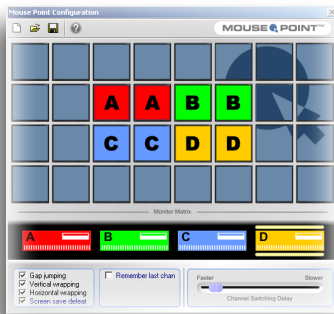 Mouse Point Configuration
MOUSE POINT™
A A B B
C C D D
Monitor Matrix
A B C D
Gap jumping
Vertical wrapping
Horizontal wrapping
Screen save defeat
Remember last chan
Faster Slower
Channel Switching Delay